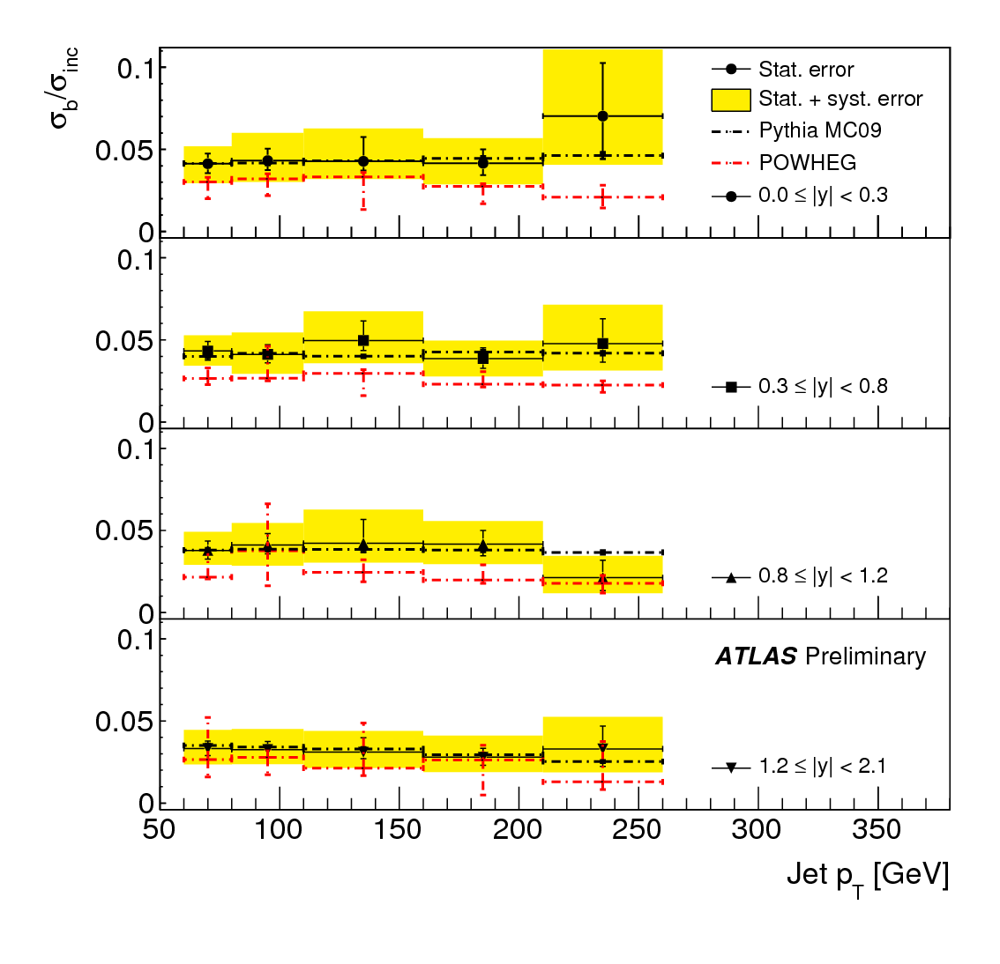 σb/σinc
0.1
0.05
0
Stat. error
Stat. + syst. error
Pythia MC09
POWHEG
0.0 ≤ |y| < 0.3
0.1
0.05
0
0.3 ≤ |y| < 0.8
0.1
0.05
0
0.8 ≤ |y| < 1.2
0.1
0.05
0
ATLAS Preliminary
1.2 ≤ |y| < 2.1
50 100 150 200 250 300 350
Jet pT [GeV]